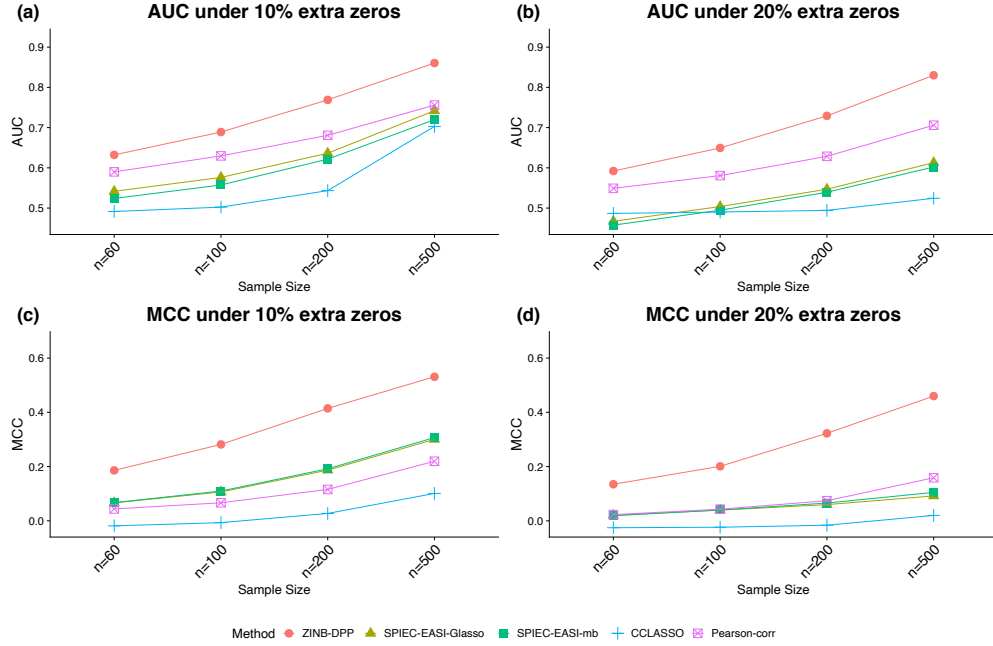 (a) AUC under 10% extra zeros
0.9
0.8
0.7
0.6
0.5
AUC
n=60 n=100 n=200 n=500
Sample Size
(b) AUC under 20% extra zeros
0.9
0.8
0.7
0.6
0.5
AUC
n=60 n=100 n=200 n=500
Sample Size
(c) MCC under 10% extra zeros
0.6
0.4
0.2
0.0
MCC
n=60 n=100 n=200 n=500
Sample Size
(d) MCC under 20% extra zeros
0.6
0.4
0.2
0.0
MCC
n=60 n=100 n=200 n=500
Sample Size
Method ZINB-DPP SPIEC-EASI-Glasso SPIEC-EASI-mb CCLASSO Pearson-corr